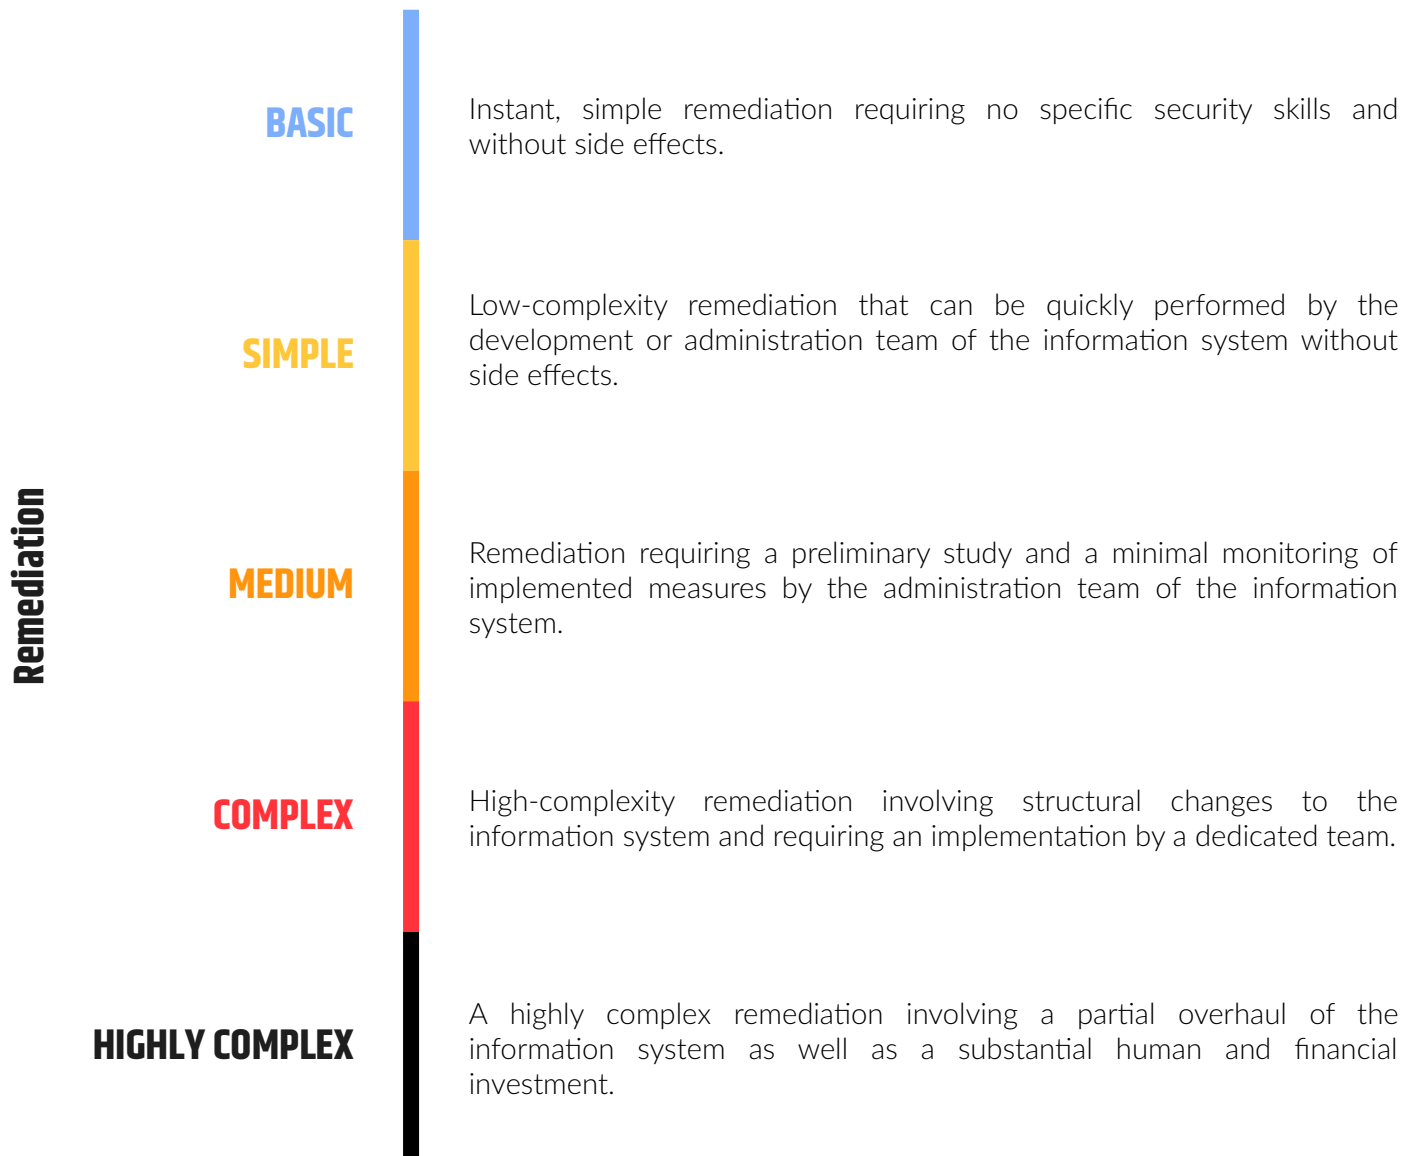 Remediation
BASIC
Instant, simple remediation requiring no specific security skills and
without side effects.
SIMPLE
Low-complexity remediation that can be quickly performed by the
development or administration team of the information system without
side effects.
MEDIUM
Remediation requiring a preliminary study and a minimal monitoring of
implemented measures by the administration team of the information
system.
COMPLEX
High-complexity remediation involving structural changes to the
information system and requiring an implementation by a dedicated team.
HIGHLY COMPLEX
A highly complex remediation involving a partial overhaul of the
information system as well as a substantial human and financial
investment.